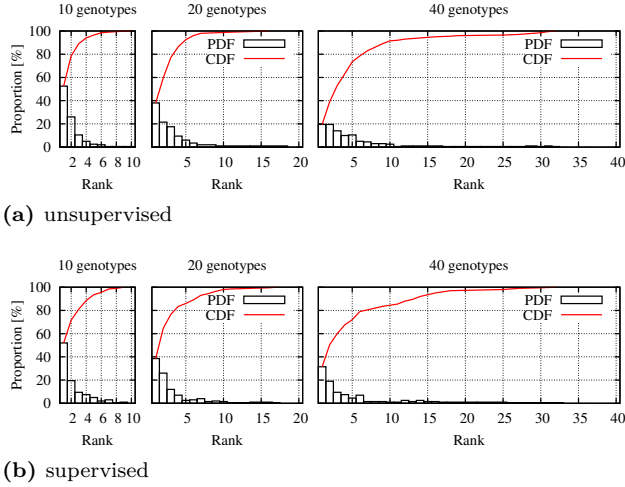 10 genotypes 20 genotypes 40 genotypes
Proportion [%]
100
80
60
40
20
0
PDF
CDF
PDF
CDF
2 4 6 8 10 5 10 15 20 5 10 15 20 25 30 35 40
Rank Rank Rank
(a) unsupervised
10 genotypes 20 genotypes 40 genotypes
Proportion [%]
100
80
60
40
20
0
PDF
CDF
PDF
CDF
2 4 6 8 10 5 10 15 20 5 10 15 20 25 30 35 40
Rank Rank Rank
(b) supervised